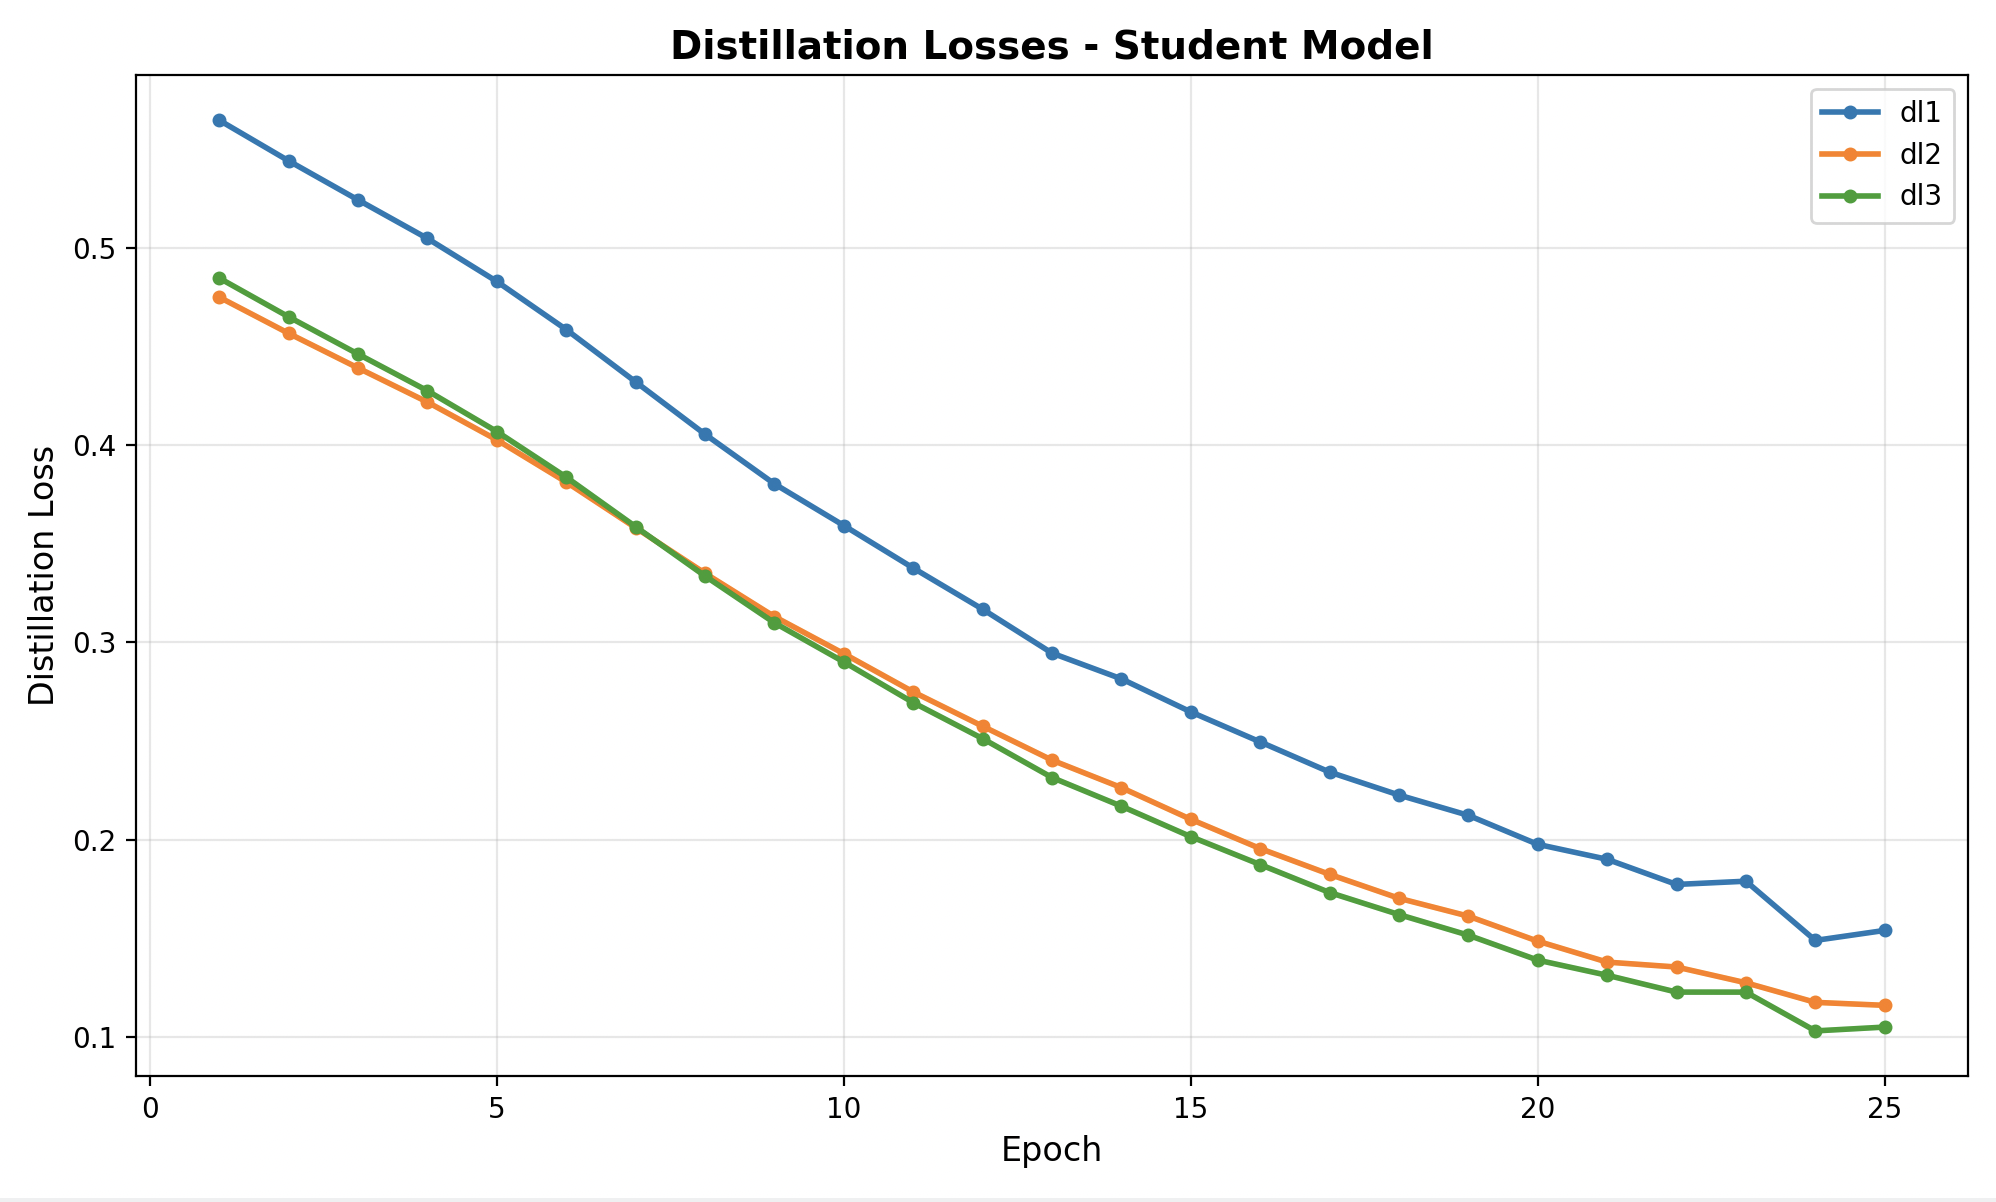 Distillation Losses - Student Model
dl1
dl2
dl3
0.5
0.4
0.3
0.2
0.1
Distillation Loss
0 5 10 15 20 25
Epoch